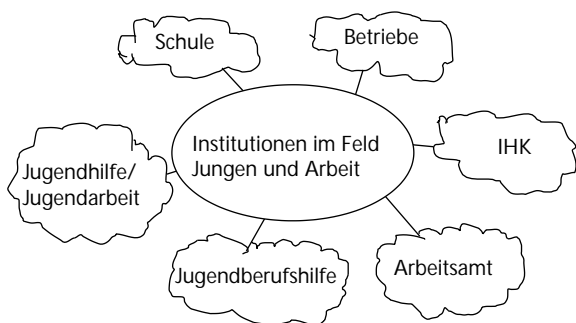 Schule
Betriebe
Institutionen im Feld
Jungen und Arbeit
IHK
Jugendhilfe/
Jugendarbeit
Jugendberufshilfe
Arbeitsamt